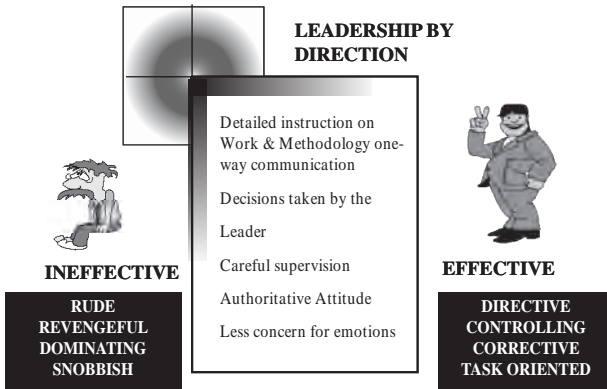 LEADERSHIP BY
DIRECTION
Detailed instruction on
Work & Methodology one-
way communication
Decisions taken by the
Leader
Careful supervision
Authoritative Attitude
Less concern for emotions
INEFFECTIVE
RUDE
REVENGEFUL
DOMINATING
SNOBBISH
EFFECTIVE
DIRECTIVE
CONTROLLING
CORRECTIVE
TASK ORIENTED